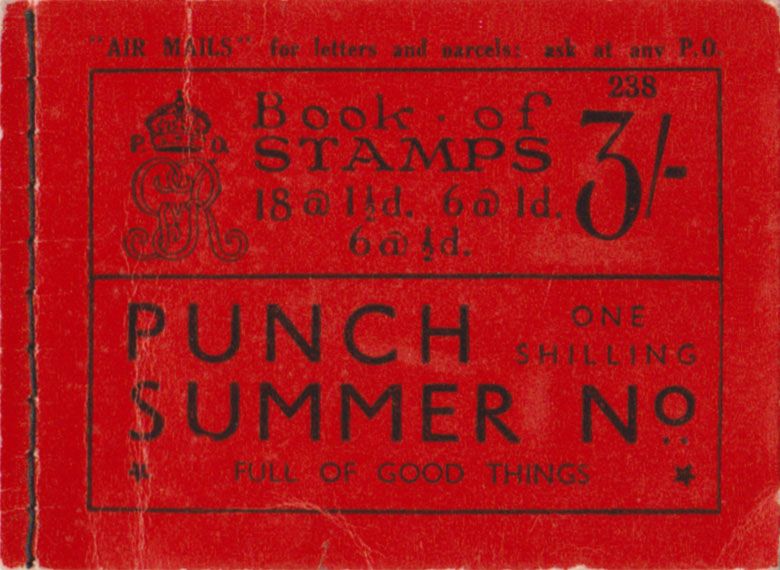 "AIR MAILS" for letters and parcels: ask at any P.O.
238
P O
GR
Book · of
STAMPS
3/-
18 @ 1½d. 6 @ 1d.
6 @ ½d.
PUNCH
ONE
SHILLING
SUMMER Nº
FULL OF GOOD THINGS